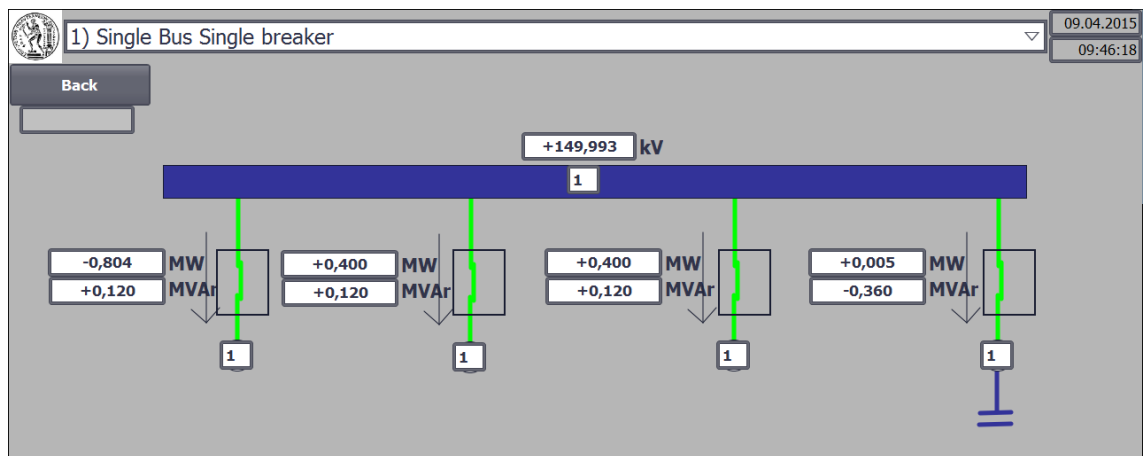 1) Single Bus Single breaker
09.04.2015
09:46:18
Back
+149,993 kV
1
-0,804 MW
+0,120 MVAr
+0,400 MW
+0,120 MVAr
+0,400 MW
+0,120 MVAr
+0,005 MW
-0,360 MVAr
1
1
1
1